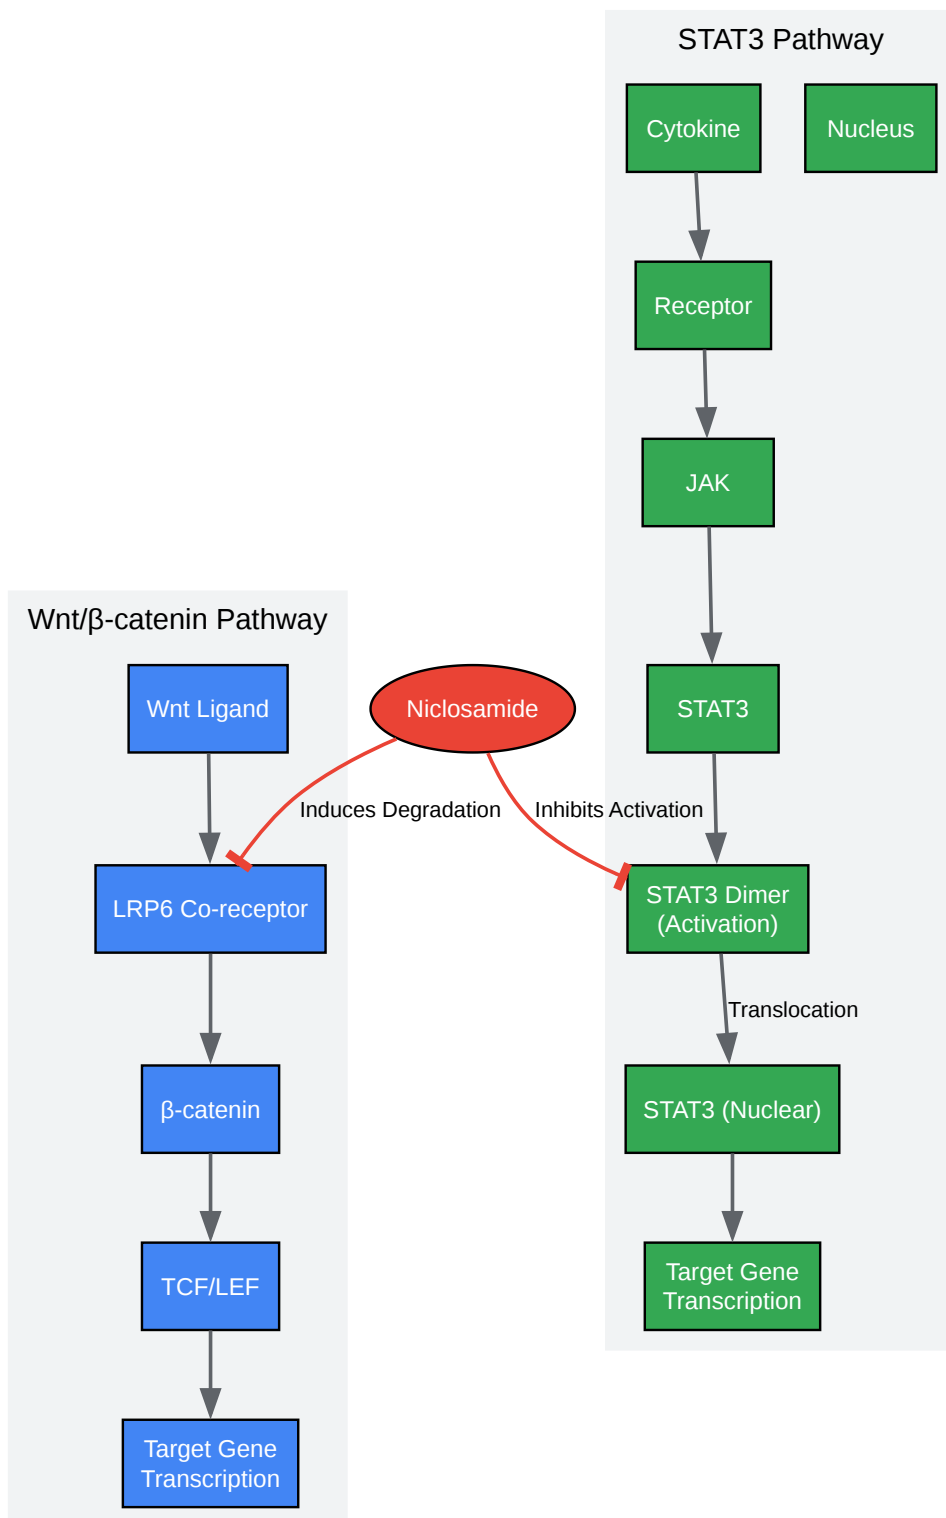 STAT3 Pathway
Cytokine
Nucleus
Receptor
JAK
STAT3
STAT3 Dimer
(Activation)
Translocation
STAT3 (Nuclear)
Target Gene
Transcription
Niclosamide
Induces Degradation
Inhibits Activation
Wnt/β-catenin Pathway
Wnt Ligand
LRP6 Co-receptor
β-catenin
TCF/LEF
Target Gene
Transcription